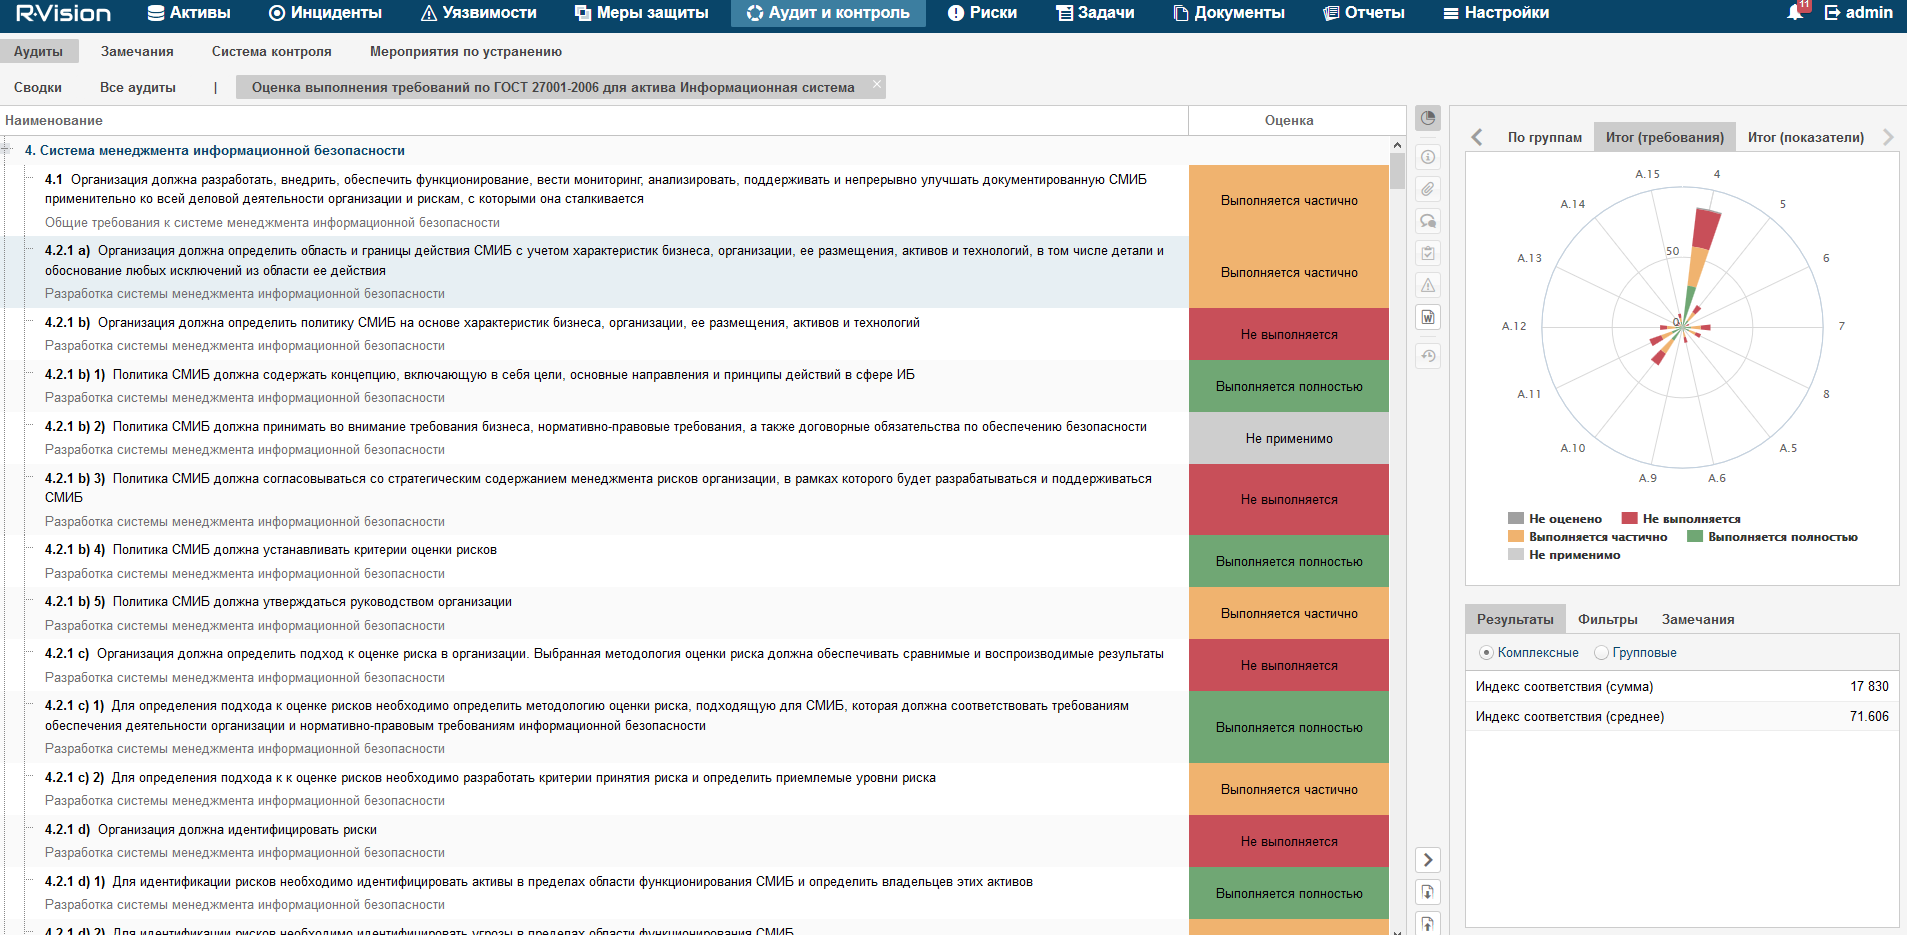 R·Vision Активы Инциденты Уязвимости Меры защиты Аудит и контроль Риски Задачи Документы Отчеты Настройки 11 admin
Аудиты Замечания Система контроля Мероприятия по устранению
Сводки Все аудиты | Оценка выполнения требований по ГОСТ 27001-2006 для актива Информационная система
Наименование Оценка
4. Система менеджмента информационной безопасности
4.1 Организация должна разработать, внедрить, обеспечить функционирование, вести мониторинг, анализировать, поддерживать и непрерывно улучшать документированную СМИБ
применительно ко всей деловой деятельности организации и рискам, с которыми она сталкивается
Общие требования к системе менеджмента информационной безопасности
Выполняется частично
4.2.1 a) Организация должна определить область и границы действия СМИБ с учетом характеристик бизнеса, организации, ее размещения, активов и технологий, в том числе детали и
обоснование любых исключений из области ее действия
Разработка системы менеджмента информационной безопасности
Выполняется частично
4.2.1 b) Организация должна определить политику СМИБ на основе характеристик бизнеса, организации, ее размещения, активов и технологий
Разработка системы менеджмента информационной безопасности
Не выполняется
4.2.1 b) 1) Политика СМИБ должна содержать концепцию, включающую в себя цели, основные направления и принципы действий в сфере ИБ
Разработка системы менеджмента информационной безопасности
Выполняется полностью
4.2.1 b) 2) Политика СМИБ должна принимать во внимание требования бизнеса, нормативно-правовые требования, а также договорные обязательства по обеспечению безопасности
Разработка системы менеджмента информационной безопасности
Не применимо
4.2.1 b) 3) Политика СМИБ должна согласовываться со стратегическим содержанием менеджмента рисков организации, в рамках которого будет разрабатываться и поддерживаться
СМИБ
Разработка системы менеджмента информационной безопасности
Не выполняется
4.2.1 b) 4) Политика СМИБ должна устанавливать критерии оценки рисков
Разработка системы менеджмента информационной безопасности
Выполняется полностью
4.2.1 b) 5) Политика СМИБ должна утверждаться руководством организации
Разработка системы менеджмента информационной безопасности
Выполняется частично
4.2.1 c) Организация должна определить подход к оценке риска в организации. Выбранная методология оценки риска должна обеспечивать сравнимые и воспроизводимые результаты
Разработка системы менеджмента информационной безопасности
Не выполняется
4.2.1 c) 1) Для определения подхода к оценке рисков необходимо определить методологию оценки риска, подходящую для СМИБ, которая должна соответствовать требованиям
обеспечения деятельности организации и нормативно-правовым требованиям информационной безопасности
Разработка системы менеджмента информационной безопасности
Выполняется полностью
4.2.1 c) 2) Для определения подхода к к оценке рисков необходимо разработать критерии принятия риска и определить приемлемые уровни риска
Разработка системы менеджмента информационной безопасности
Выполняется частично
4.2.1 d) Организация должна идентифицировать риски
Разработка системы менеджмента информационной безопасности
Не выполняется
4.2.1 d) 1) Для идентификации рисков необходимо идентифицировать активы в пределах области функционирования СМИБ и определить владельцев этих активов
Разработка системы менеджмента информационной безопасности
Выполняется полностью
4.2.1 d) 2) Для идентификации рисков необходимо идентифицировать угрозы в пределах области функционирования СМИБ
По группам Итог (требования) Итог (показатели)
A.15 4
A.14 5
50
A.13 6
0
A.12 7
A.11 8
A.10 A.5
A.9 A.6
Не оценено Не выполняется
Выполняется частично Выполняется полностью
Не применимо
Результаты Фильтры Замечания
Комплексные Групповые
Индекс соответствия (сумма) 17 830
Индекс соответствия (среднее) 71.606